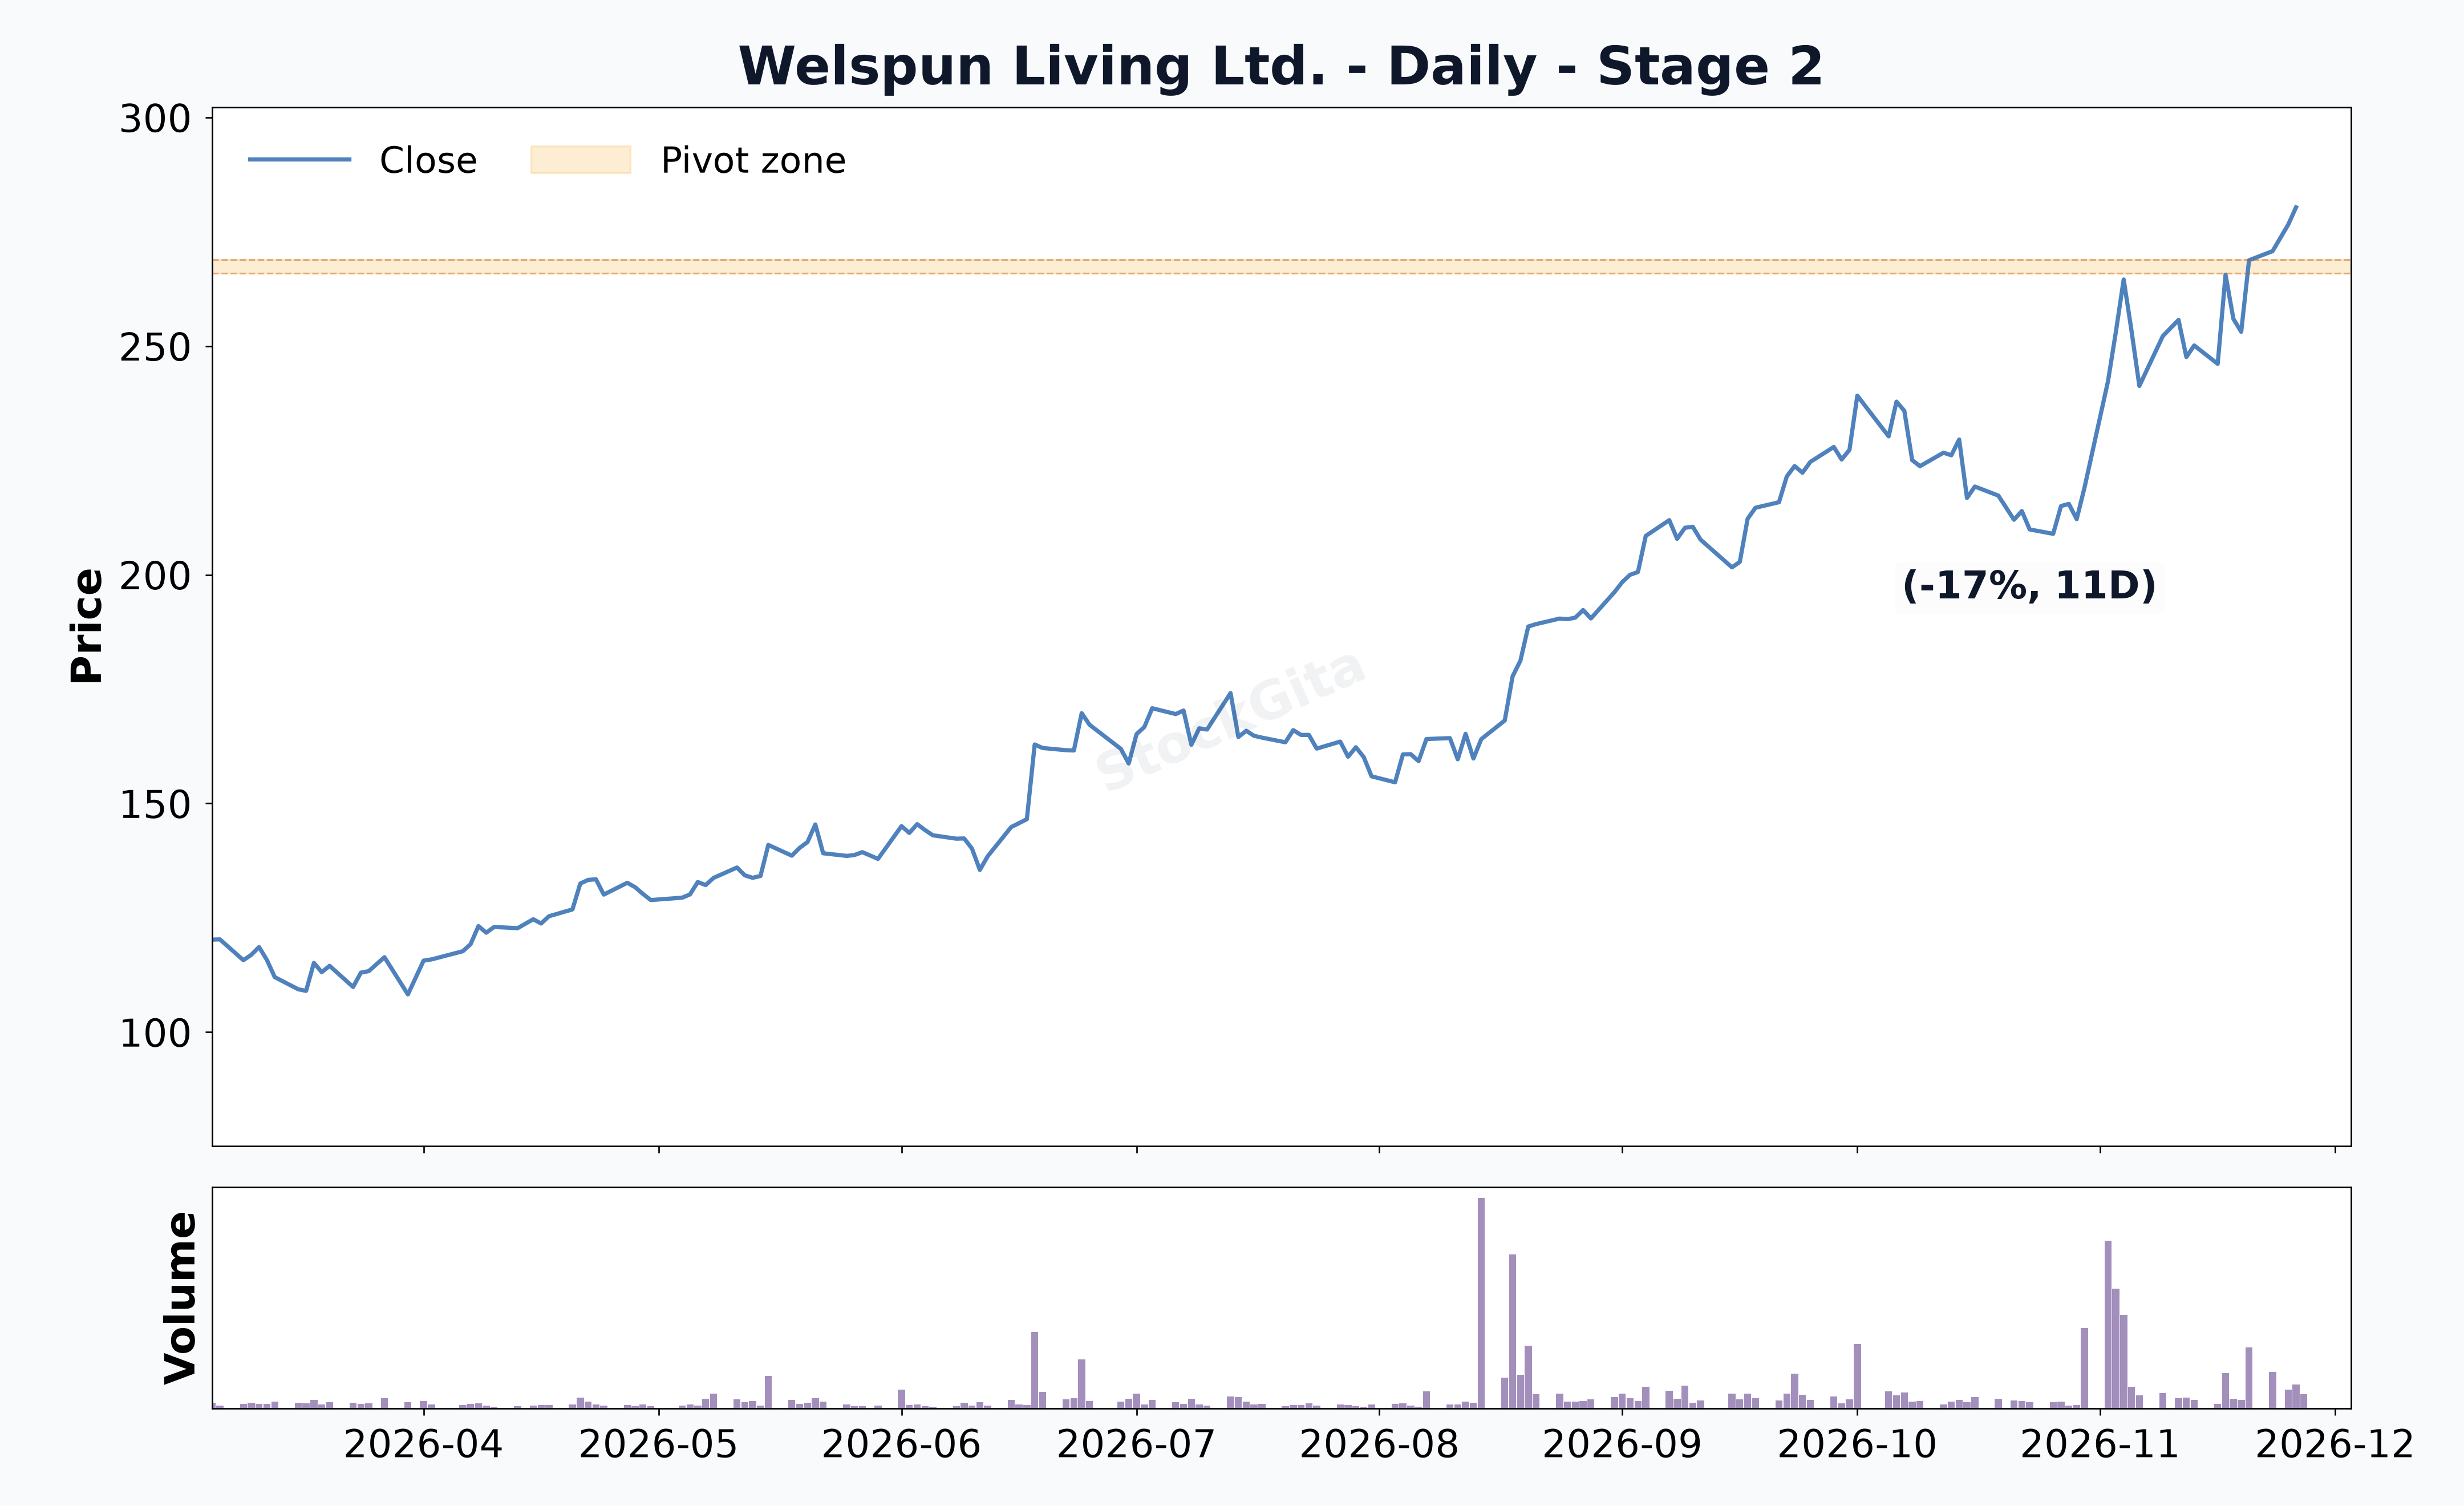 Welspun Living Ltd. - Daily - Stage 2
Close
Pivot zone
Price
300
250
200
150
100
(-17%, 11D)
StockGita
Volume
2026-04
2026-05
2026-06
2026-07
2026-08
2026-09
2026-10
2026-11
2026-12